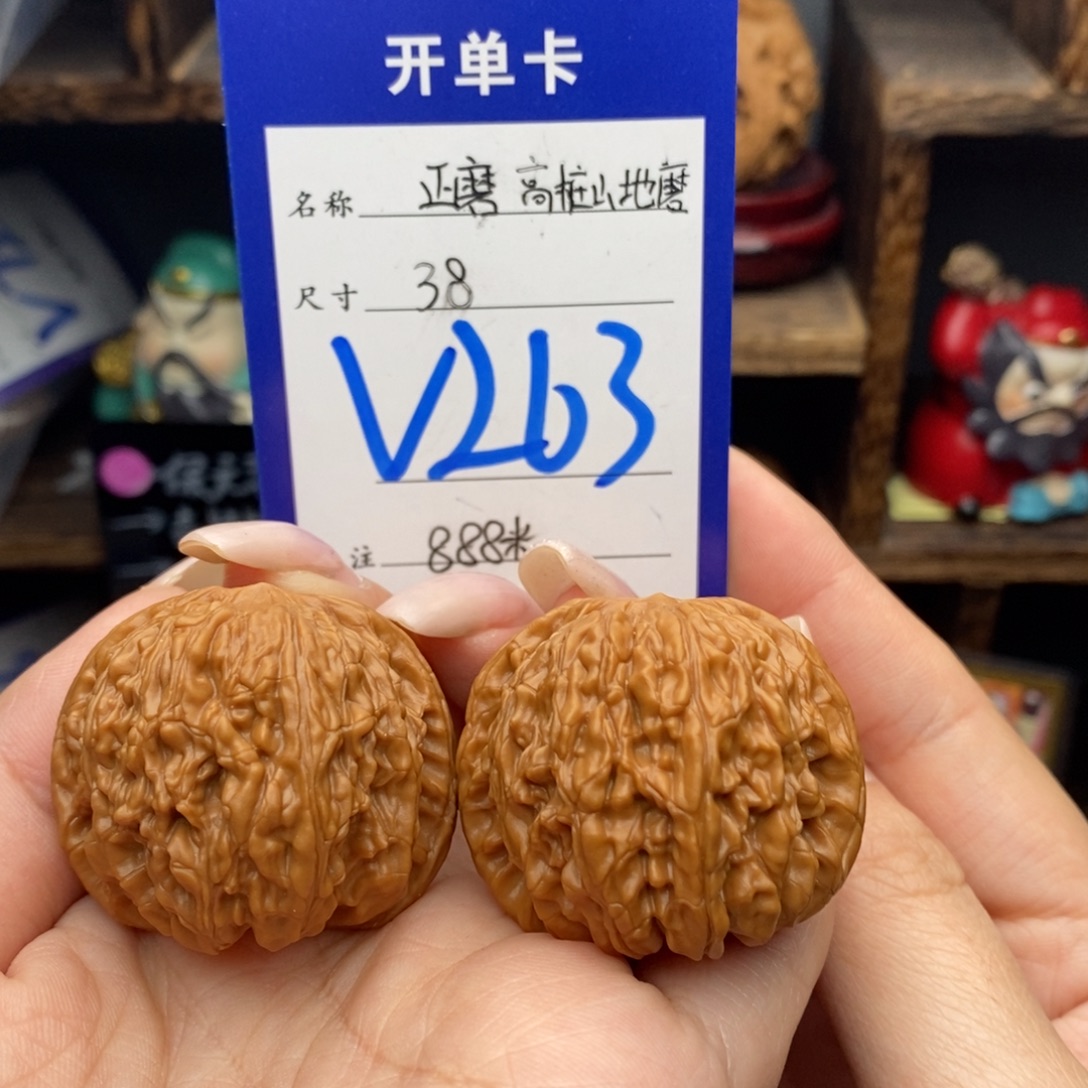 开单卡
名称 正磨 高桩山地磨
尺寸 38
V263
注 888米